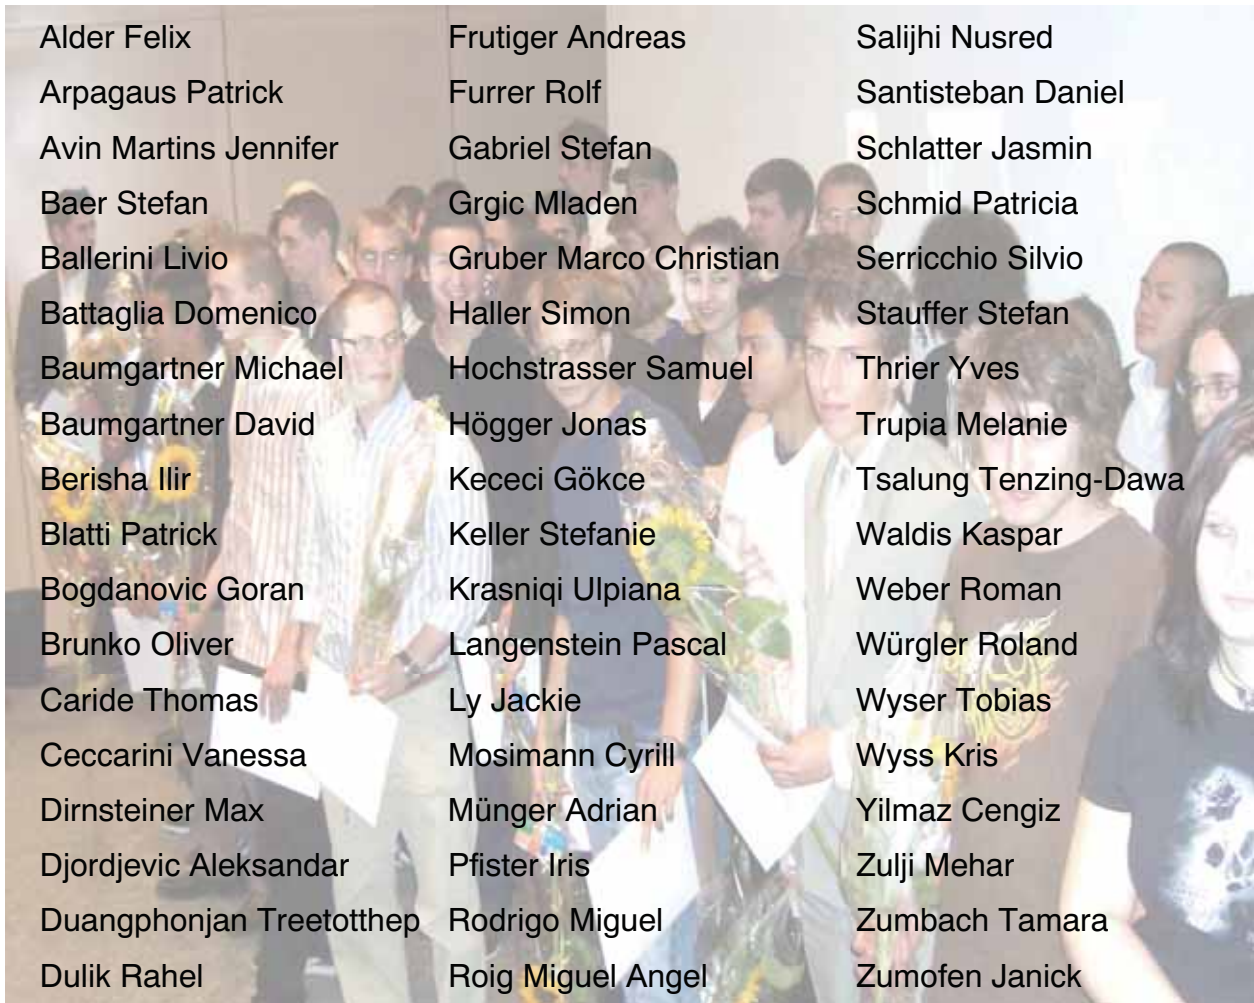 Alder Felix
Arpagaus Patrick
Avin Martins Jennifer
Baer Stefan
Ballerini Livio
Battaglia Domenico
Baumgartner Michael
Baumgartner David
Berisha Ilir
Blatti Patrick
Bogdanovic Goran
Brunko Oliver
Caride Thomas
Ceccarini Vanessa
Dirnsteiner Max
Djordjevic Aleksandar
Duangphonjan Treetotthep
Dulik Rahel
Frutiger Andreas
Furrer Rolf
Gabriel Stefan
Grgic Mladen
Gruber Marco Christian
Haller Simon
Hochstrasser Samuel
Högger Jonas
Kececi Gökce
Keller Stefanie
Krasniqi Ulpiana
Langenstein Pascal
Ly Jackie
Mosimann Cyrill
Münger Adrian
Pfister Iris
Rodrigo Miguel
Roig Miguel Angel
Salijhi Nusred
Santisteban Daniel
Schlatter Jasmin
Schmid Patricia
Serricchio Silvio
Stauffer Stefan
Thrier Yves
Trupia Melanie
Tsalung Tenzing-Dawa
Waldis Kaspar
Weber Roman
Würgler Roland
Wyser Tobias
Wyss Kris
Yilmaz Cengiz
Zulji Mehar
Zumbach Tamara
Zumofen Janick